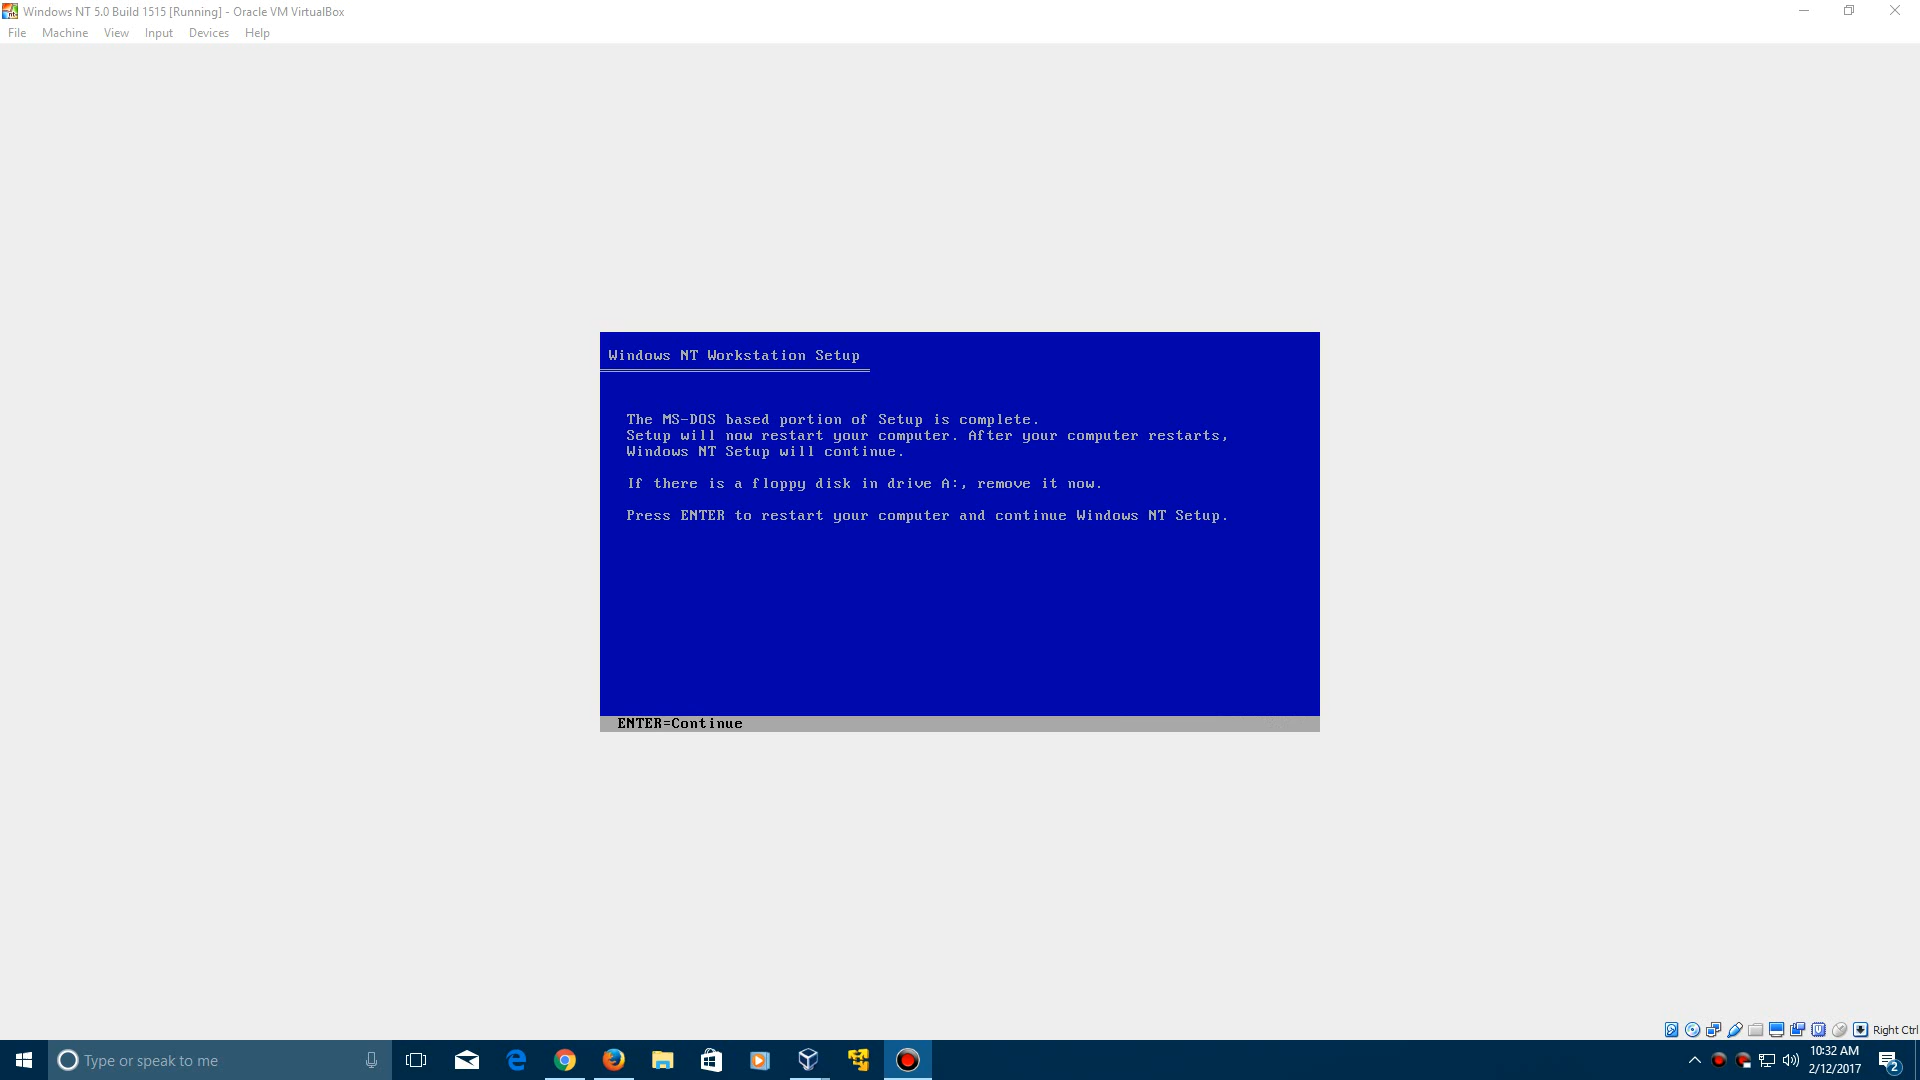 Windows NT 5.0 Build 1515 [Running] - Oracle VM VirtualBox
File Machine View Input Devices Help
Windows NT Workstation Setup
The MS-DOS based portion of Setup is complete.
Setup will now restart your computer. After your computer restarts,
Windows NT Setup will continue.
If there is a floppy disk in drive A:, remove it now.
Press ENTER to restart your computer and continue Windows NT Setup.
ENTER=Continue
Right Ctrl
Type or speak to me
10:32 AM
2/12/2017
2